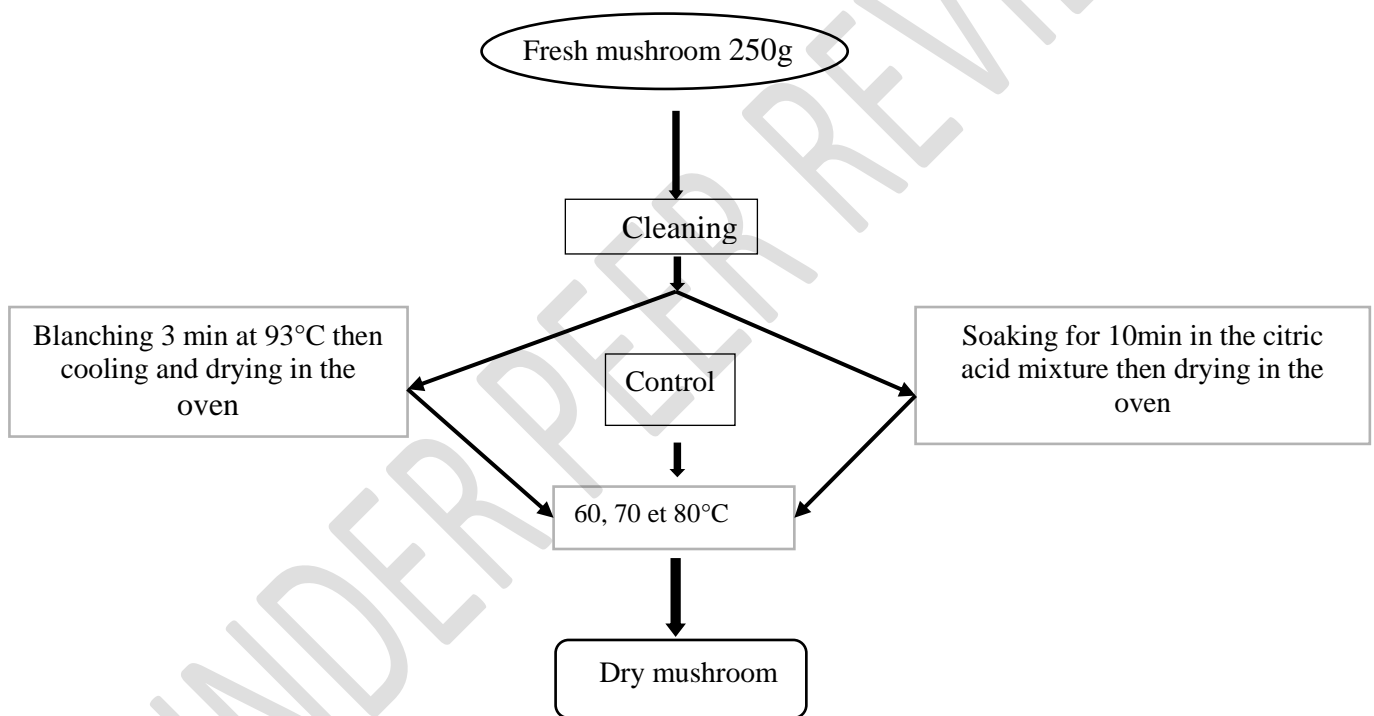 Fresh mushroom 250g
Cleaning
Blanching 3 min at 93°C then
cooling and drying in the
oven
Control
Soaking for 10min in the citric
acid mixture then drying in the
oven
60, 70 et 80°C
Dry mushroom
UNDER PEER REVIEW